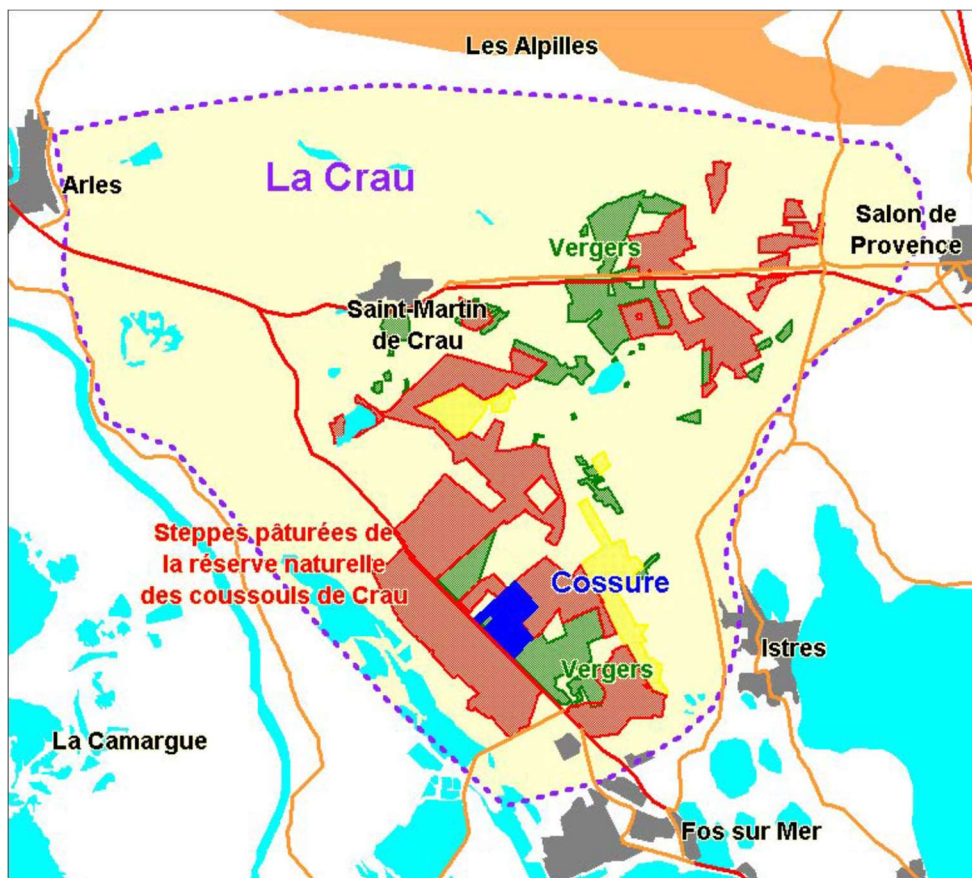 Les Alpilles
La Crau
Arles
Salon de
Provence
Vergers
Saint-Martin
de Crau
Steppes pâturées de
la réserve naturelle
des coussouls de Crau
Cossure
Vergers
Istres
La Camargue
Fos sur Mer